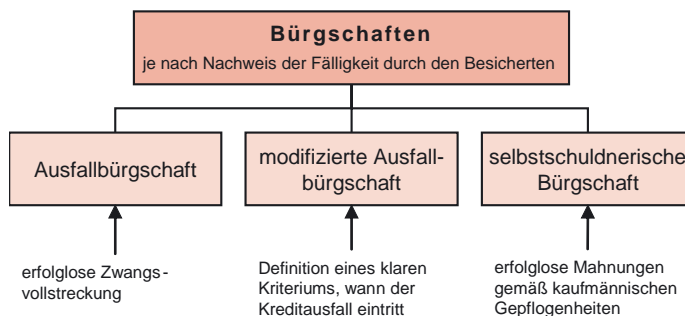 Bürgschaften
je nach Nachweis der Fälligkeit durch den Besicherten
Ausfallbürgschaft
modifizierte Ausfall-
bürgschaft
selbstschuldnerische
Bürgschaft
erfolglose Zwangs-
vollstreckung
Definition eines klaren
Kriteriums, wann der
Kreditausfall eintritt
erfolglose Mahnungen
gemäß kaufmännischen
Gepflogenheiten